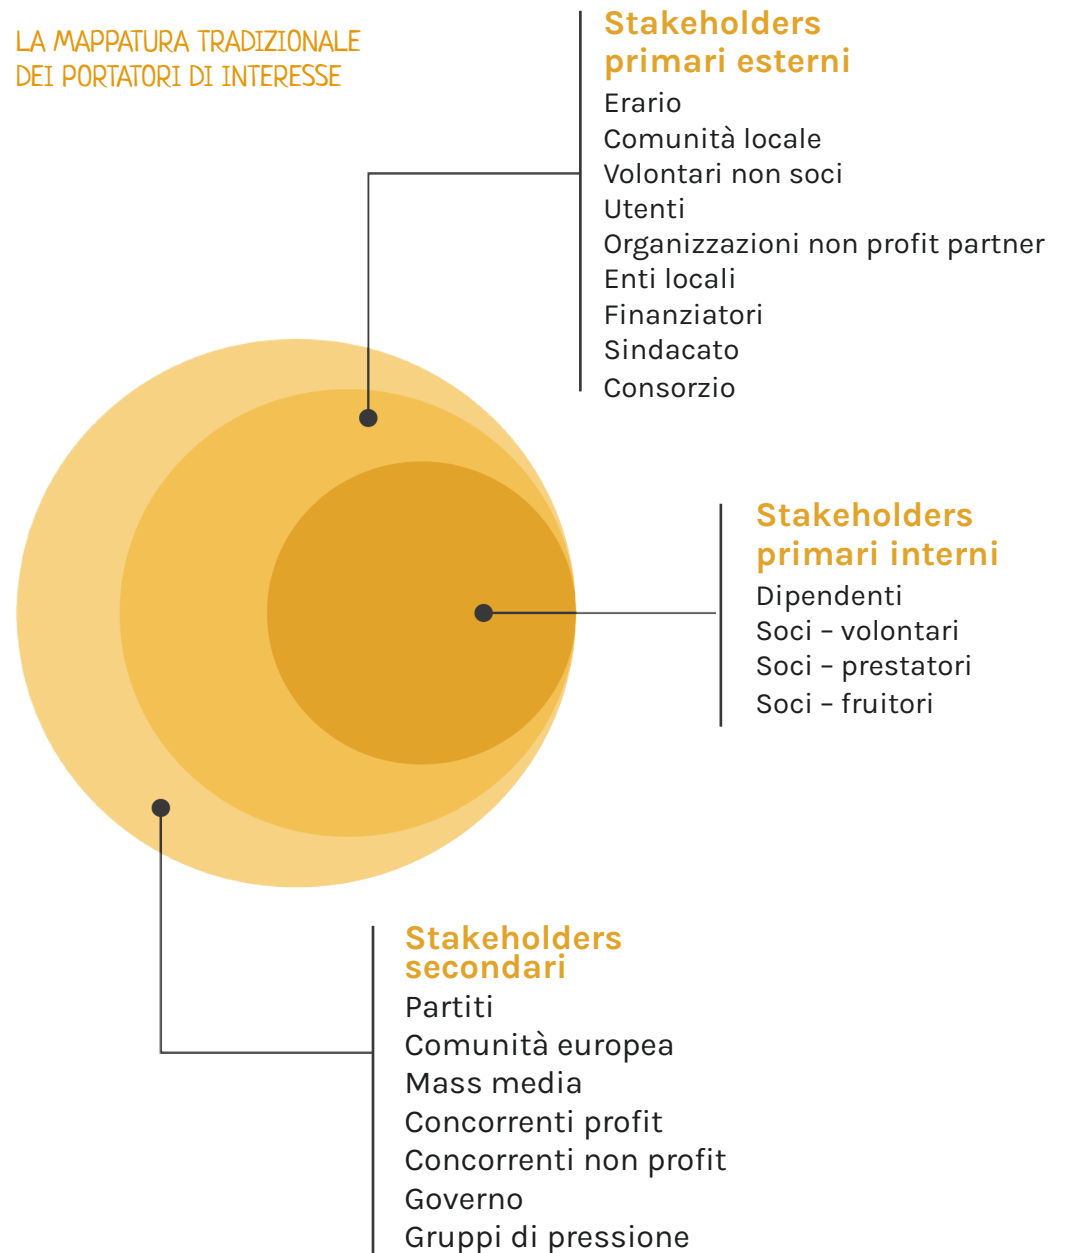 LA MAPPATURA TRADIZIONALE
DEI PORTATORI DI INTERESSE
Stakeholders
primari esterni
Erario
Comunità locale
Volontari non soci
Utenti
Organizzazioni non profit partner
Enti locali
Finanziatori
Sindacato
Consorzio
Stakeholders
primari interni
Dipendenti
Soci – volontari
Soci – prestatori
Soci – fruitori
Stakeholders
secondari
Partiti
Comunità europea
Mass media
Concorrenti profit
Concorrenti non profit
Governo
Gruppi di pressione